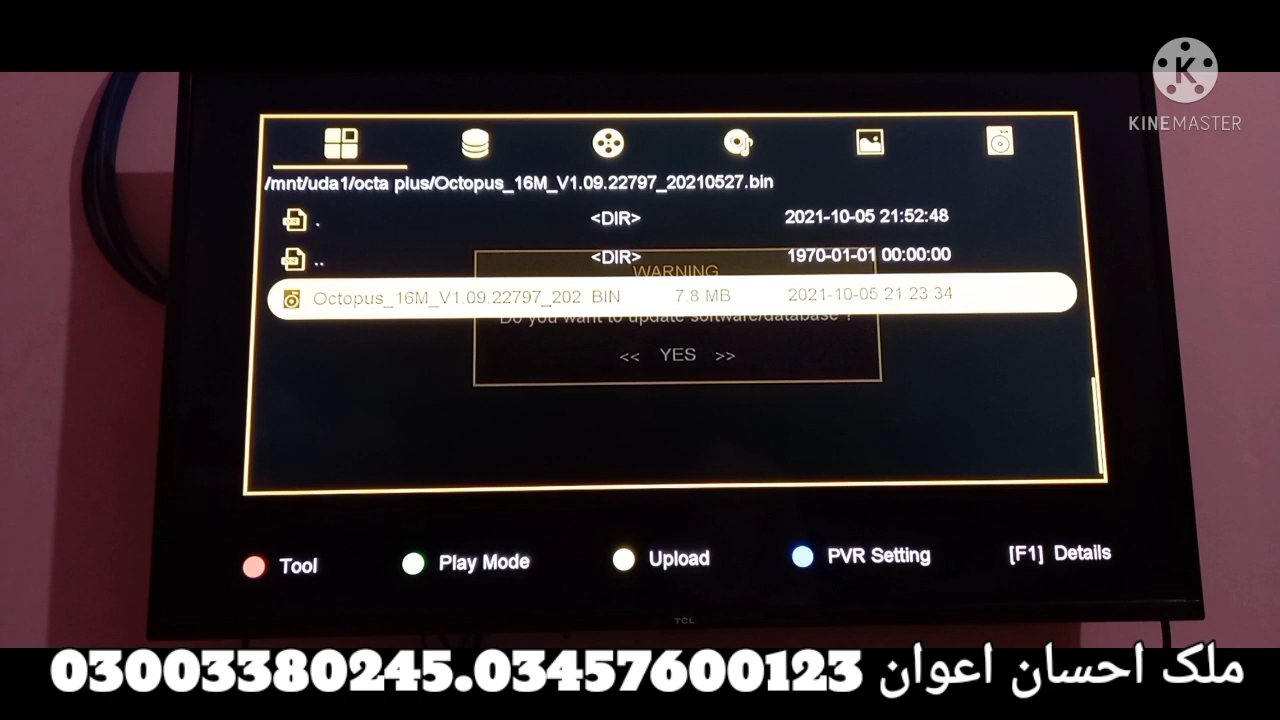 KINEMASTER
/mnt/uda1/octa plus/Octopus_16M_V1.09.22797_20210527.bin
. <DIR> 2021-10-05 21:52:48
.. <DIR> 1970-01-01 00:00:00
WARNING
Octopus_16M_V1.09.22797_202 BIN 7.8 MB 2021-10-05 21:23:34
Do you want to update software/database ?
<< YES >>
Tool Play Mode Upload PVR Setting [F1] Details
TCL
03003380245.03457600123 ملک احسان اعوان